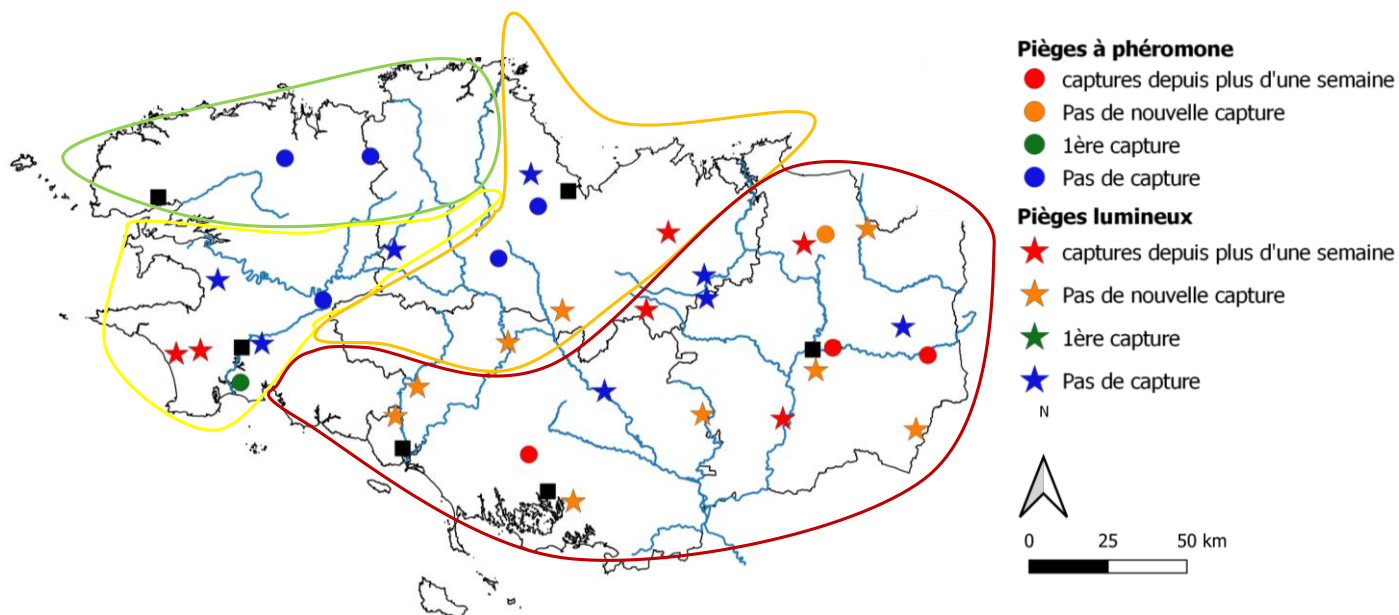 Pièges à phéromone
captures depuis plus d'une semaine
Pas de nouvelle capture
1ère capture
Pas de capture
Pièges lumineux
captures depuis plus d'une semaine
Pas de nouvelle capture
1ère capture
Pas de capture
N
0 25 50 km